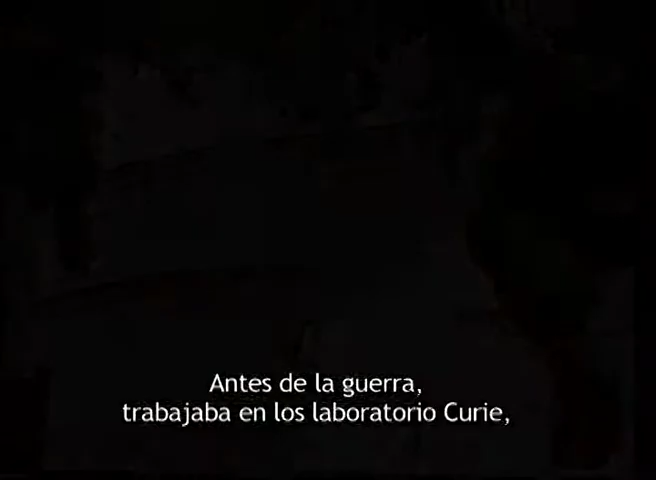 Antes de la guerra,
trabajaba en los laboratorio Curie,